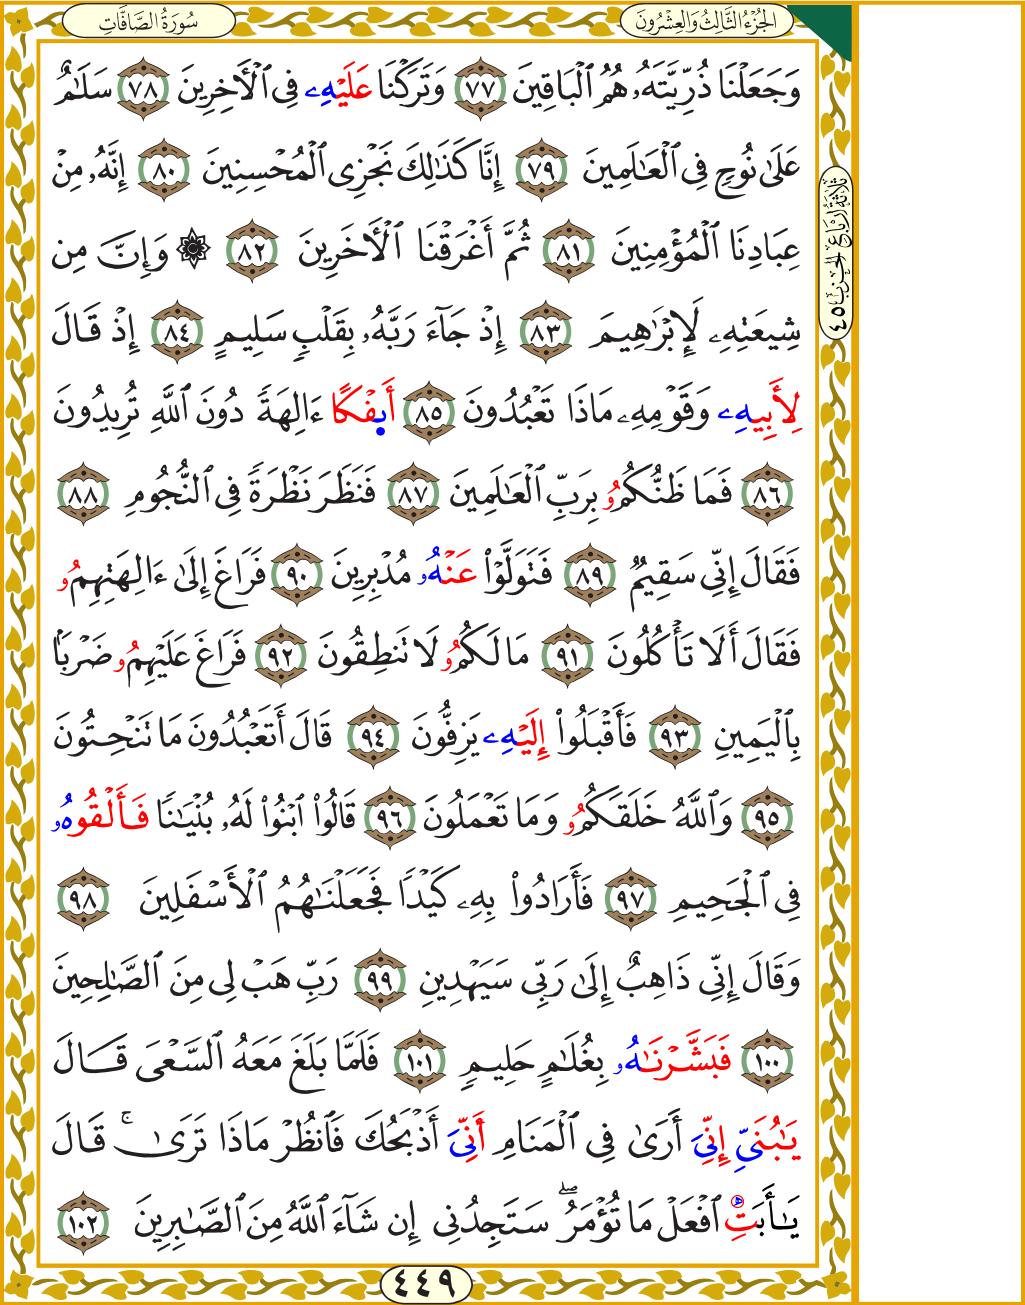 الجُزْءُ الثَّالِثُ وَالعِشْرُونَ
سُورَةُ الصَّافَّاتِ
وَجَعَلْنَا ذُرِّيَّتَهُۥ هُمُ ٱلْبَاقِينَ ٧٧ وَتَرَكْنَا عَلَيْهِۦ فِى ٱلْأَخِرِينَ ٧٨ سَلَٰمٌ
عَلَىٰ نُوحٍ فِى ٱلْعَٰلَمِينَ ٧٩ إِنَّا كَذَٰلِكَ نَجْزِى ٱلْمُحْسِنِينَ ٨٠ إِنَّهُۥ مِنْ
عِبَادِنَا ٱلْمُؤْمِنِينَ ٨١ ثُمَّ أَغْرَقْنَا ٱلْأَخَرِينَ ٨٢ ۞ وَإِنَّ مِن
ثلاثة أرباع الحزب ٤٥
شِيعَتِهِۦ لَإِبْرَٰهِيمَ ٨٣ إِذْ جَآءَ رَبَّهُۥ بِقَلْبٍ سَلِيمٍ ٨٤ إِذْ قَالَ
لِأَبِيهِۦ وَقَوْمِهِۦ مَاذَا تَعْبُدُونَ ٨٥ أَىِٕفْكًا ءَالِهَةً دُونَ ٱللَّهِ تُرِيدُونَ
٨٦ فَمَا ظَنُّكُمُۥ بِرَبِّ ٱلْعَٰلَمِينَ ٨٧ فَنَظَرَ نَظْرَةً فِى ٱلنُّجُومِ ٨٨
فَقَالَ إِنِّى سَقِيمٌ ٨٩ فَتَوَلَّوْا۟ عَنْهُۥ مُدْبِرِينَ ٩٠ فَرَاغَ إِلَىٰ ءَالِهَتِهِمُۥ
فَقَالَ أَلَا تَأْكُلُونَ ٩١ مَا لَكُمُۥ لَا تَنطِقُونَ ٩٢ فَرَاغَ عَلَيْهِمُۥ ضَرْبًۢا
بِٱلْيَمِينِ ٩٣ فَأَقْبَلُوٓا۟ إِلَيْهِۦ يَزِفُّونَ ٩٤ قَالَ أَتَعْبُدُونَ مَا تَنْحِتُونَ
٩٥ وَٱللَّهُ خَلَقَكُمُۥ وَمَا تَعْمَلُونَ ٩٦ قَالُوا۟ ٱبْنُوا۟ لَهُۥ بُنْيَٰنًا فَأَلْقُوهُۥ
فِى ٱلْجَحِيمِ ٩٧ فَأَرَادُوا۟ بِهِۦ كَيْدًا فَجَعَلْنَٰهُمُ ٱلْأَسْفَلِينَ ٩٨
وَقَالَ إِنِّى ذَاهِبٌ إِلَىٰ رَبِّى سَيَهْدِينِ ٩٩ رَبِّ هَبْ لِى مِنَ ٱلصَّٰلِحِينَ
١٠٠ فَبَشَّرْنَٰهُۥ بِغُلَٰمٍ حَلِيمٍ ١٠١ فَلَمَّا بَلَغَ مَعَهُ ٱلسَّعْىَ قَالَ
يَٰبُنَىِّ إِنِّىَ أَرَىٰ فِى ٱلْمَنَامِ أَنِّىَ أَذْبَحُكَ فَٱنظُرْ مَاذَا تَرَىٰ ۚ قَالَ
يَٰأَبَتِ ٱفْعَلْ مَا تُؤْمَرُ ۖ سَتَجِدُنِى إِن شَآءَ ٱللَّهُ مِنَ ٱلصَّٰبِرِينَ ١٠٢
٤٤٩